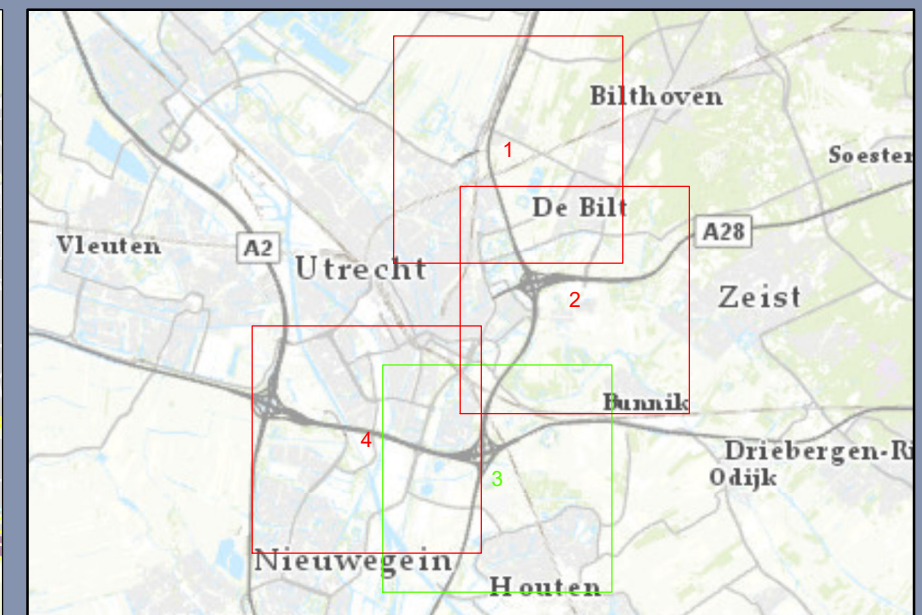 Bilthoven
1
Soester
De Bilt
A28
Vleuten
A2
Utrecht
2
Zeist
Bunnik
4
Driebergen-Ri
3
Odijk
Nieuwegein
Houten